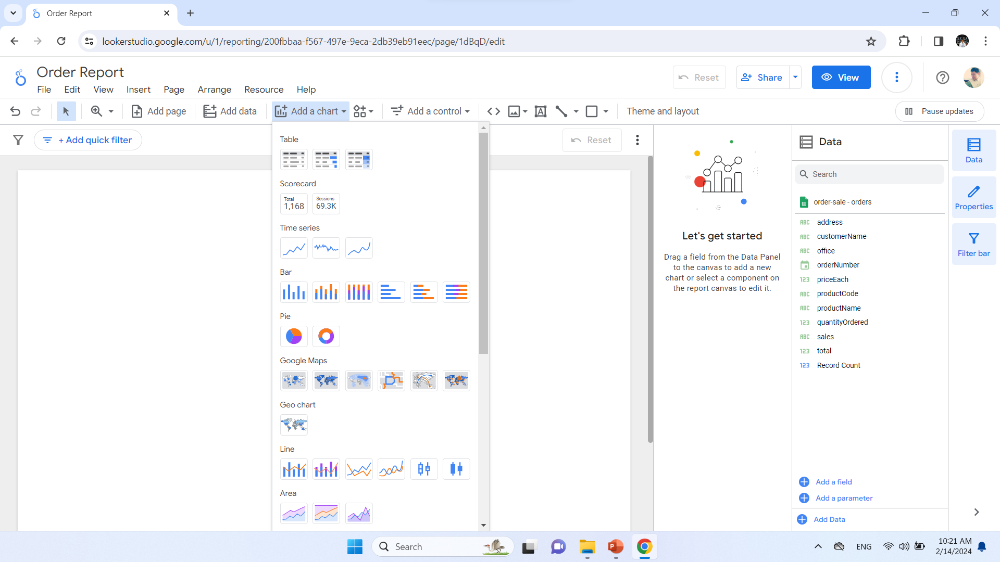 Order Report
lookerstudio.google.com/u/1/reporting/200fbbaa-f567-497e-9eca-2db39eb91eec/page/1dBqD/edit
Order Report
Reset
Share
View
File Edit View Insert Page Arrange Resource Help
Add page
Add data
Add a chart
Add a control
Theme and layout
Pause updates
+ Add quick filter
Reset
Table
Scorecard
Total
1,168
Sessions
69.3K
Time series
Bar
Pie
Google Maps
Geo chart
Line
Area
Let's get started
Drag a field from the Data Panel
to the canvas to add a new
chart or select a component on
the report canvas to edit it.
Data
Search
order-sale - orders
ABC address
ABC customerName
ABC office
orderNumber
123 priceEach
ABC productCode
ABC productName
123 quantityOrdered
ABC sales
123 total
123 Record Count
Add a field
Add a parameter
Add Data
Data
Properties
Filter bar
Search
ENG
10:21 AM
2/14/2024